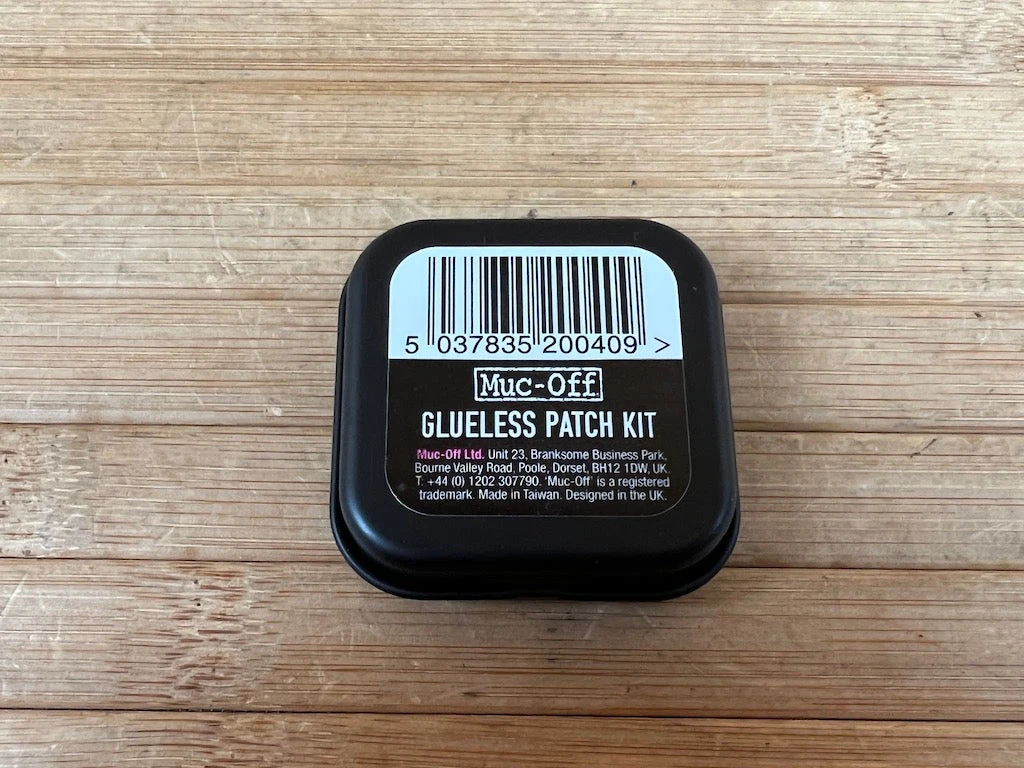 5 037835 200409 >
Muc-Off
GLUELESS PATCH KIT
Muc-Off Ltd. Unit 23, Branksome Business Park,
Bourne Valley Road, Poole, Dorset, BH12 1DW, UK.
T: +44 (0) 1202 307790. 'Muc-Off' is a registered
trademark. Made in Taiwan. Designed in the UK.